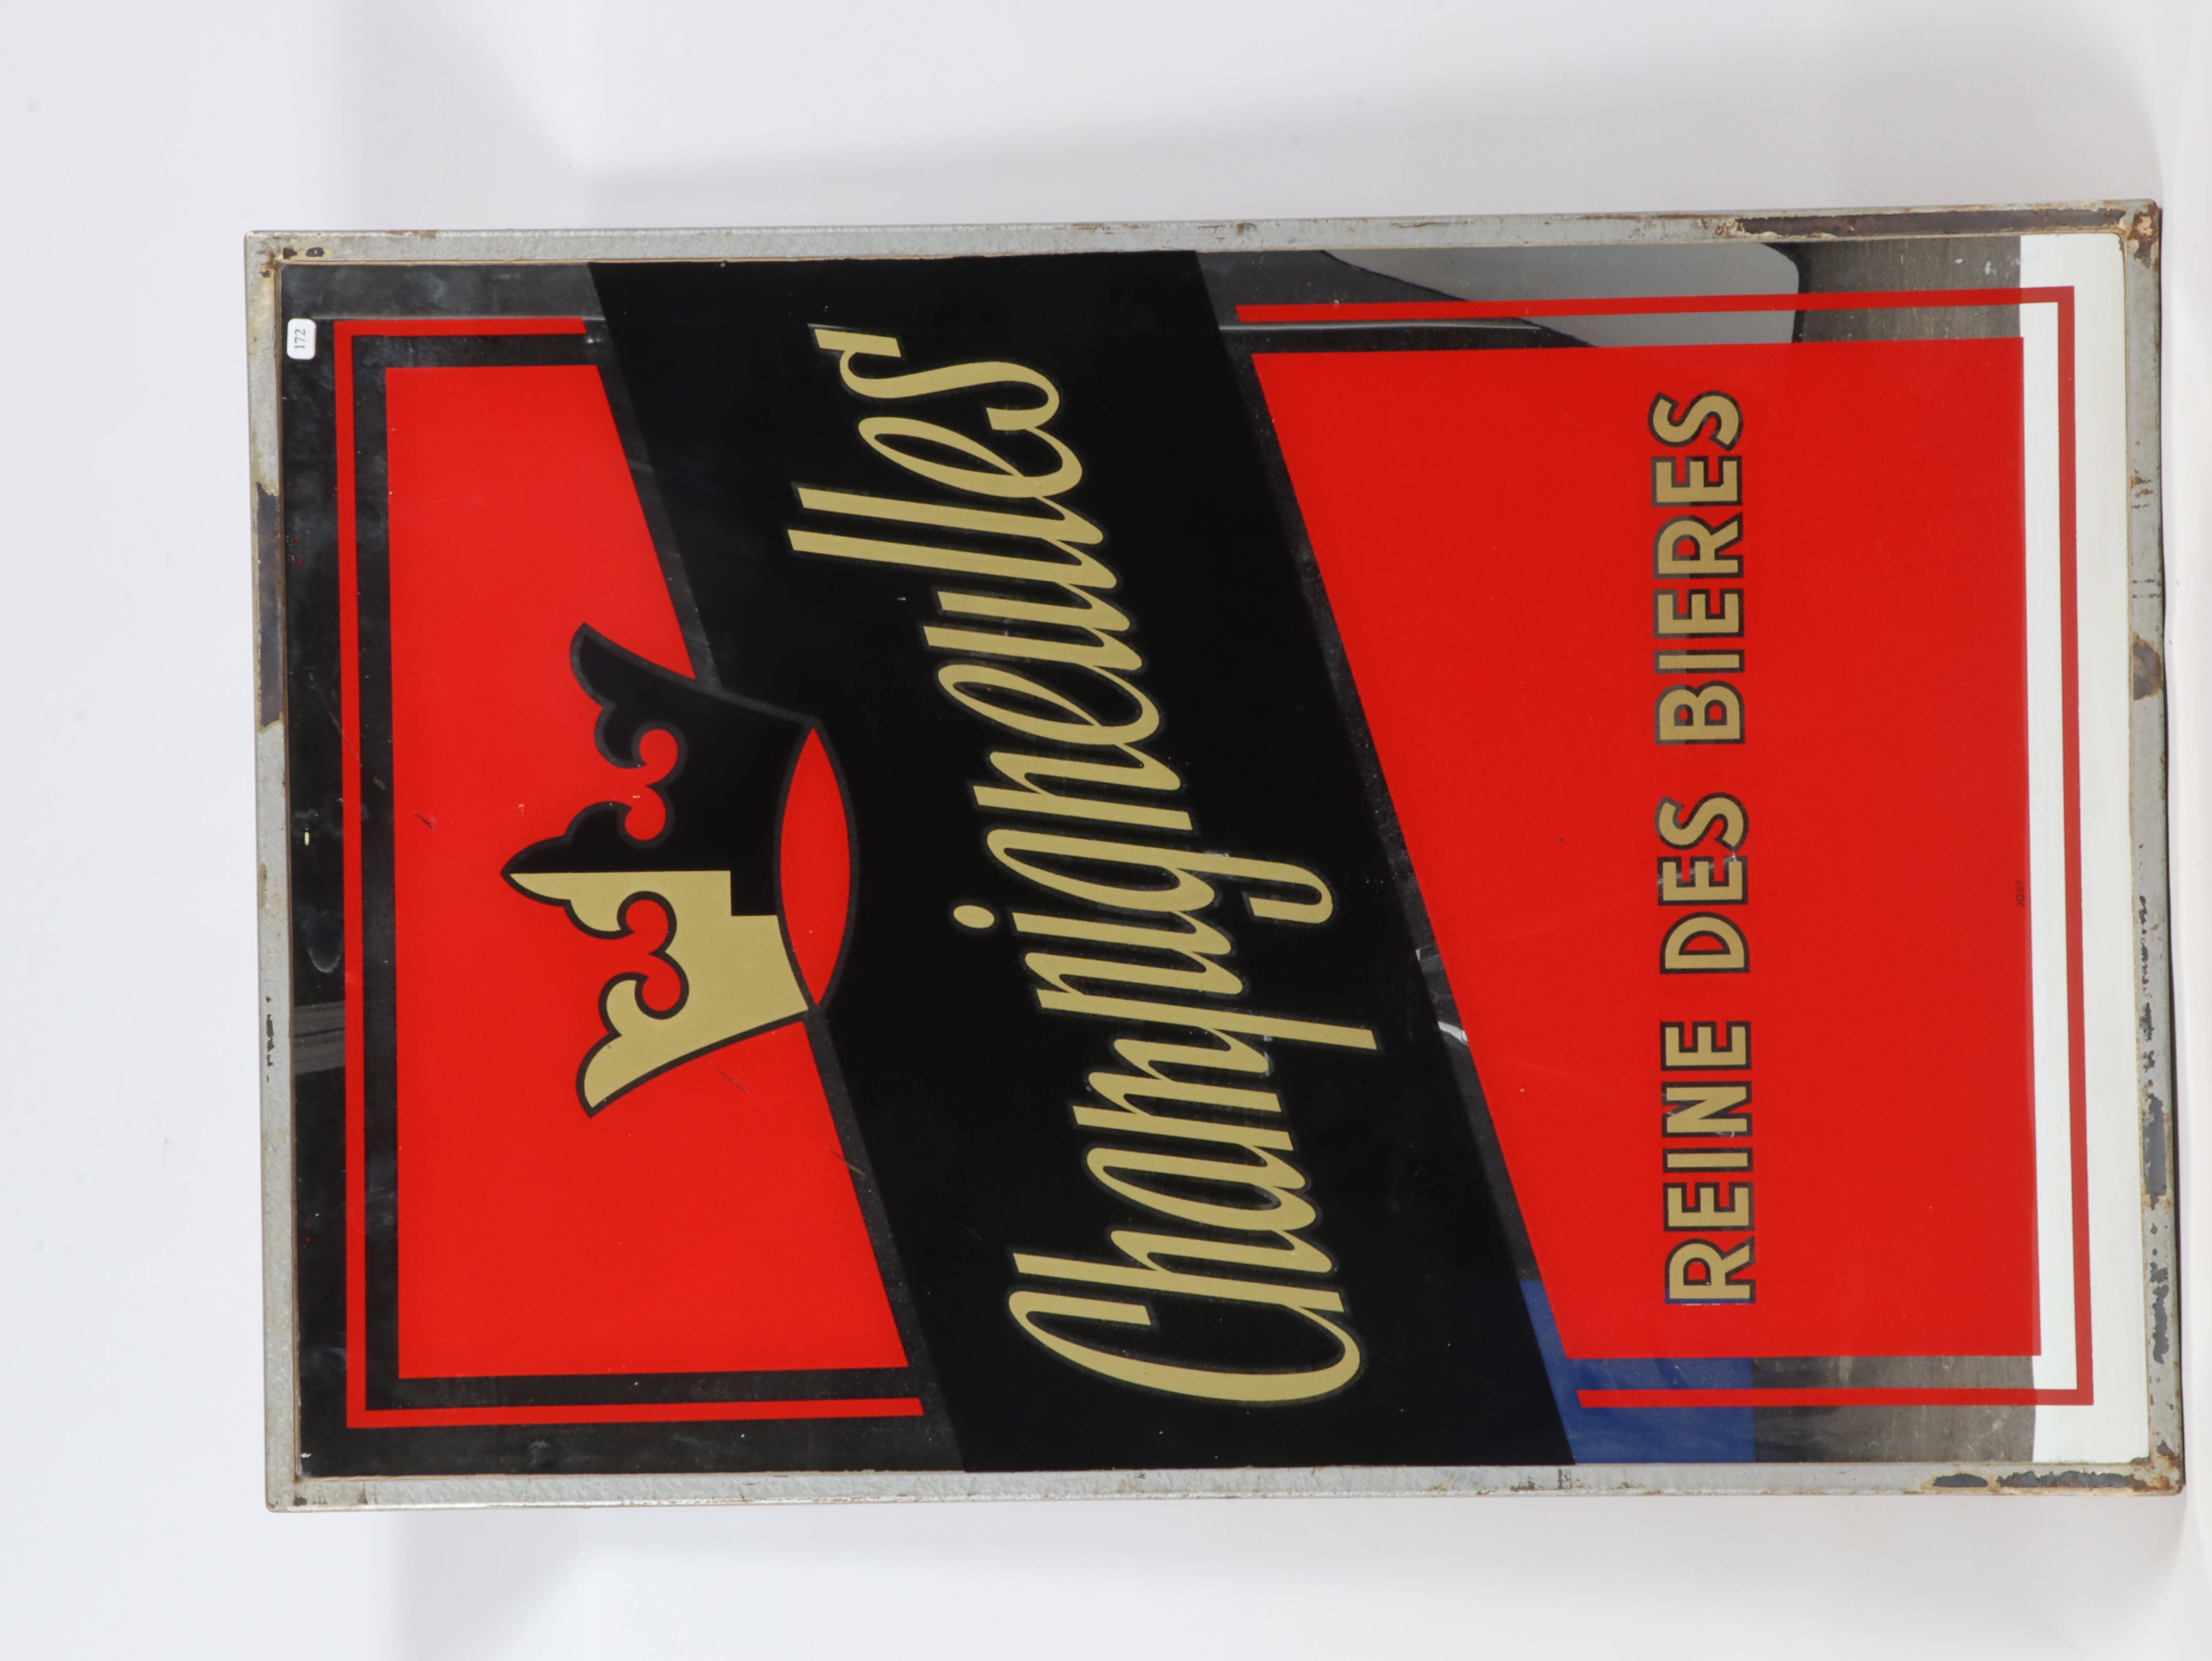 172
Champigneulles
REINE DES BIERES